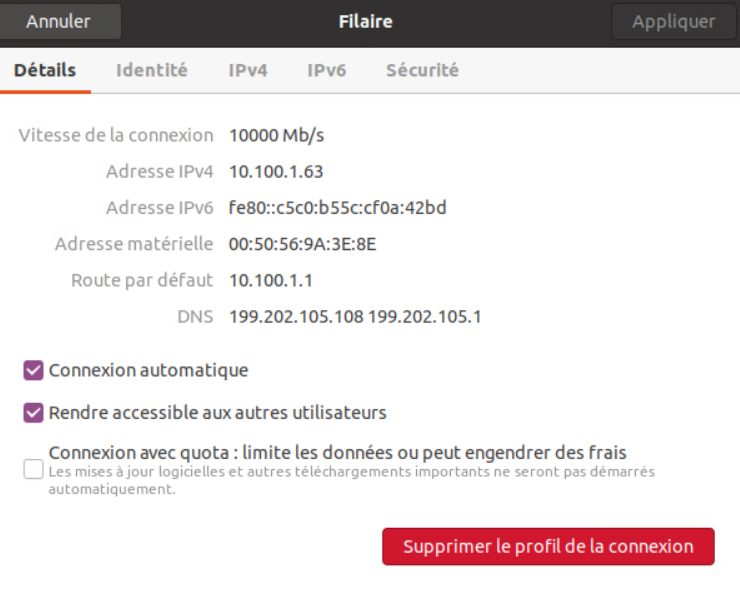 Annuler Filaire Appliquer
Détails Identité IPv4 IPv6 Sécurité
Vitesse de la connexion 10000 Mb/s
Adresse IPv4 10.100.1.63
Adresse IPv6 fe80::c5c0:b55c:cf0a:42bd
Adresse matérielle 00:50:56:9A:3E:8E
Route par défaut 10.100.1.1
DNS 199.202.105.108 199.202.105.1
Connexion automatique
Rendre accessible aux autres utilisateurs
Connexion avec quota : limite les données ou peut engendrer des frais
Les mises à jour logicielles et autres téléchargements importants ne seront pas démarrés
automatiquement.
Supprimer le profil de la connexion